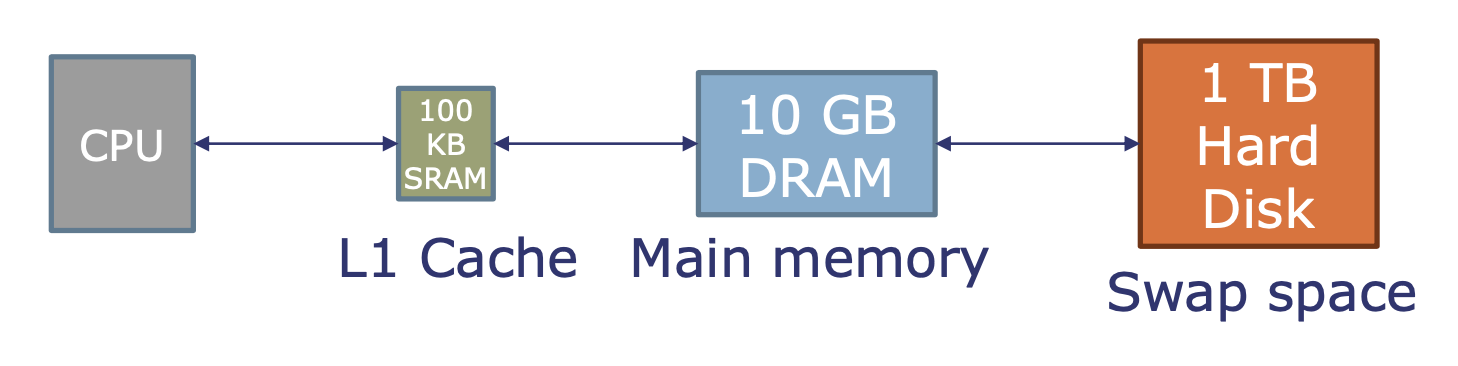 CPU
100
KB
SRAM
L1 Cache
10 GB
DRAM
Main memory
1 TB
Hard
Disk
Swap space